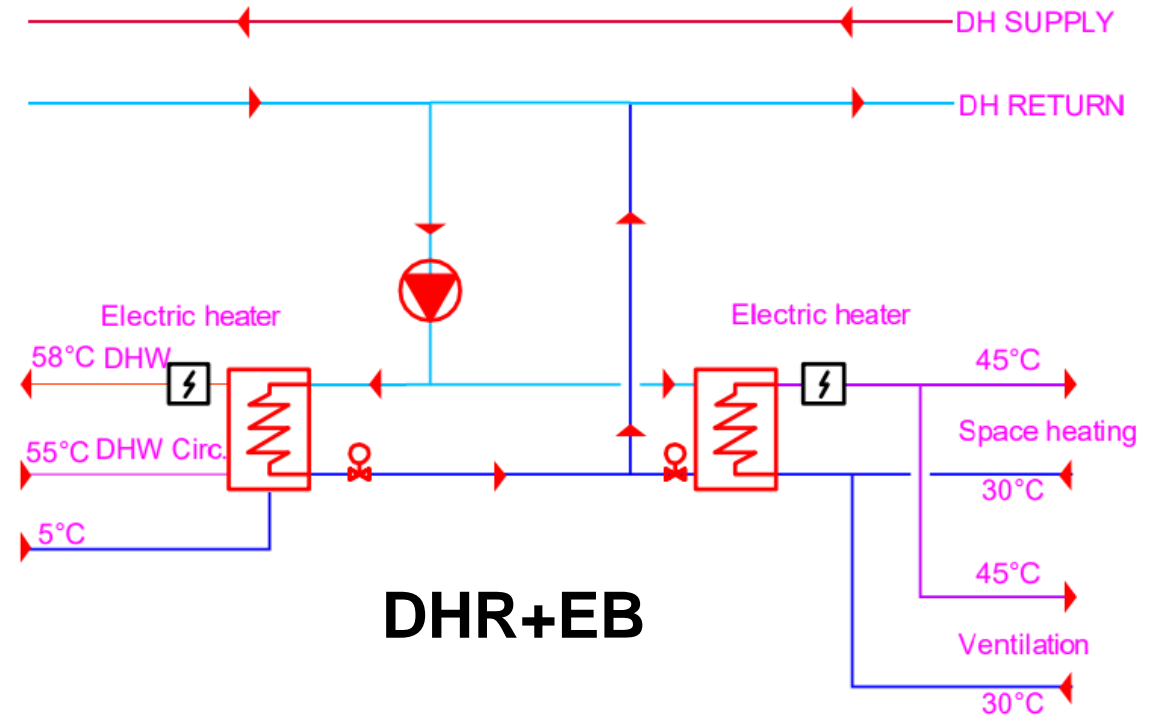 DH SUPPLY
DH RETURN
Electric heater
Electric heater
58°C DHW
45°C
Space heating
55°C DHW Circ.
30°C
5°C
45°C
DHR+EB
Ventilation
30°C